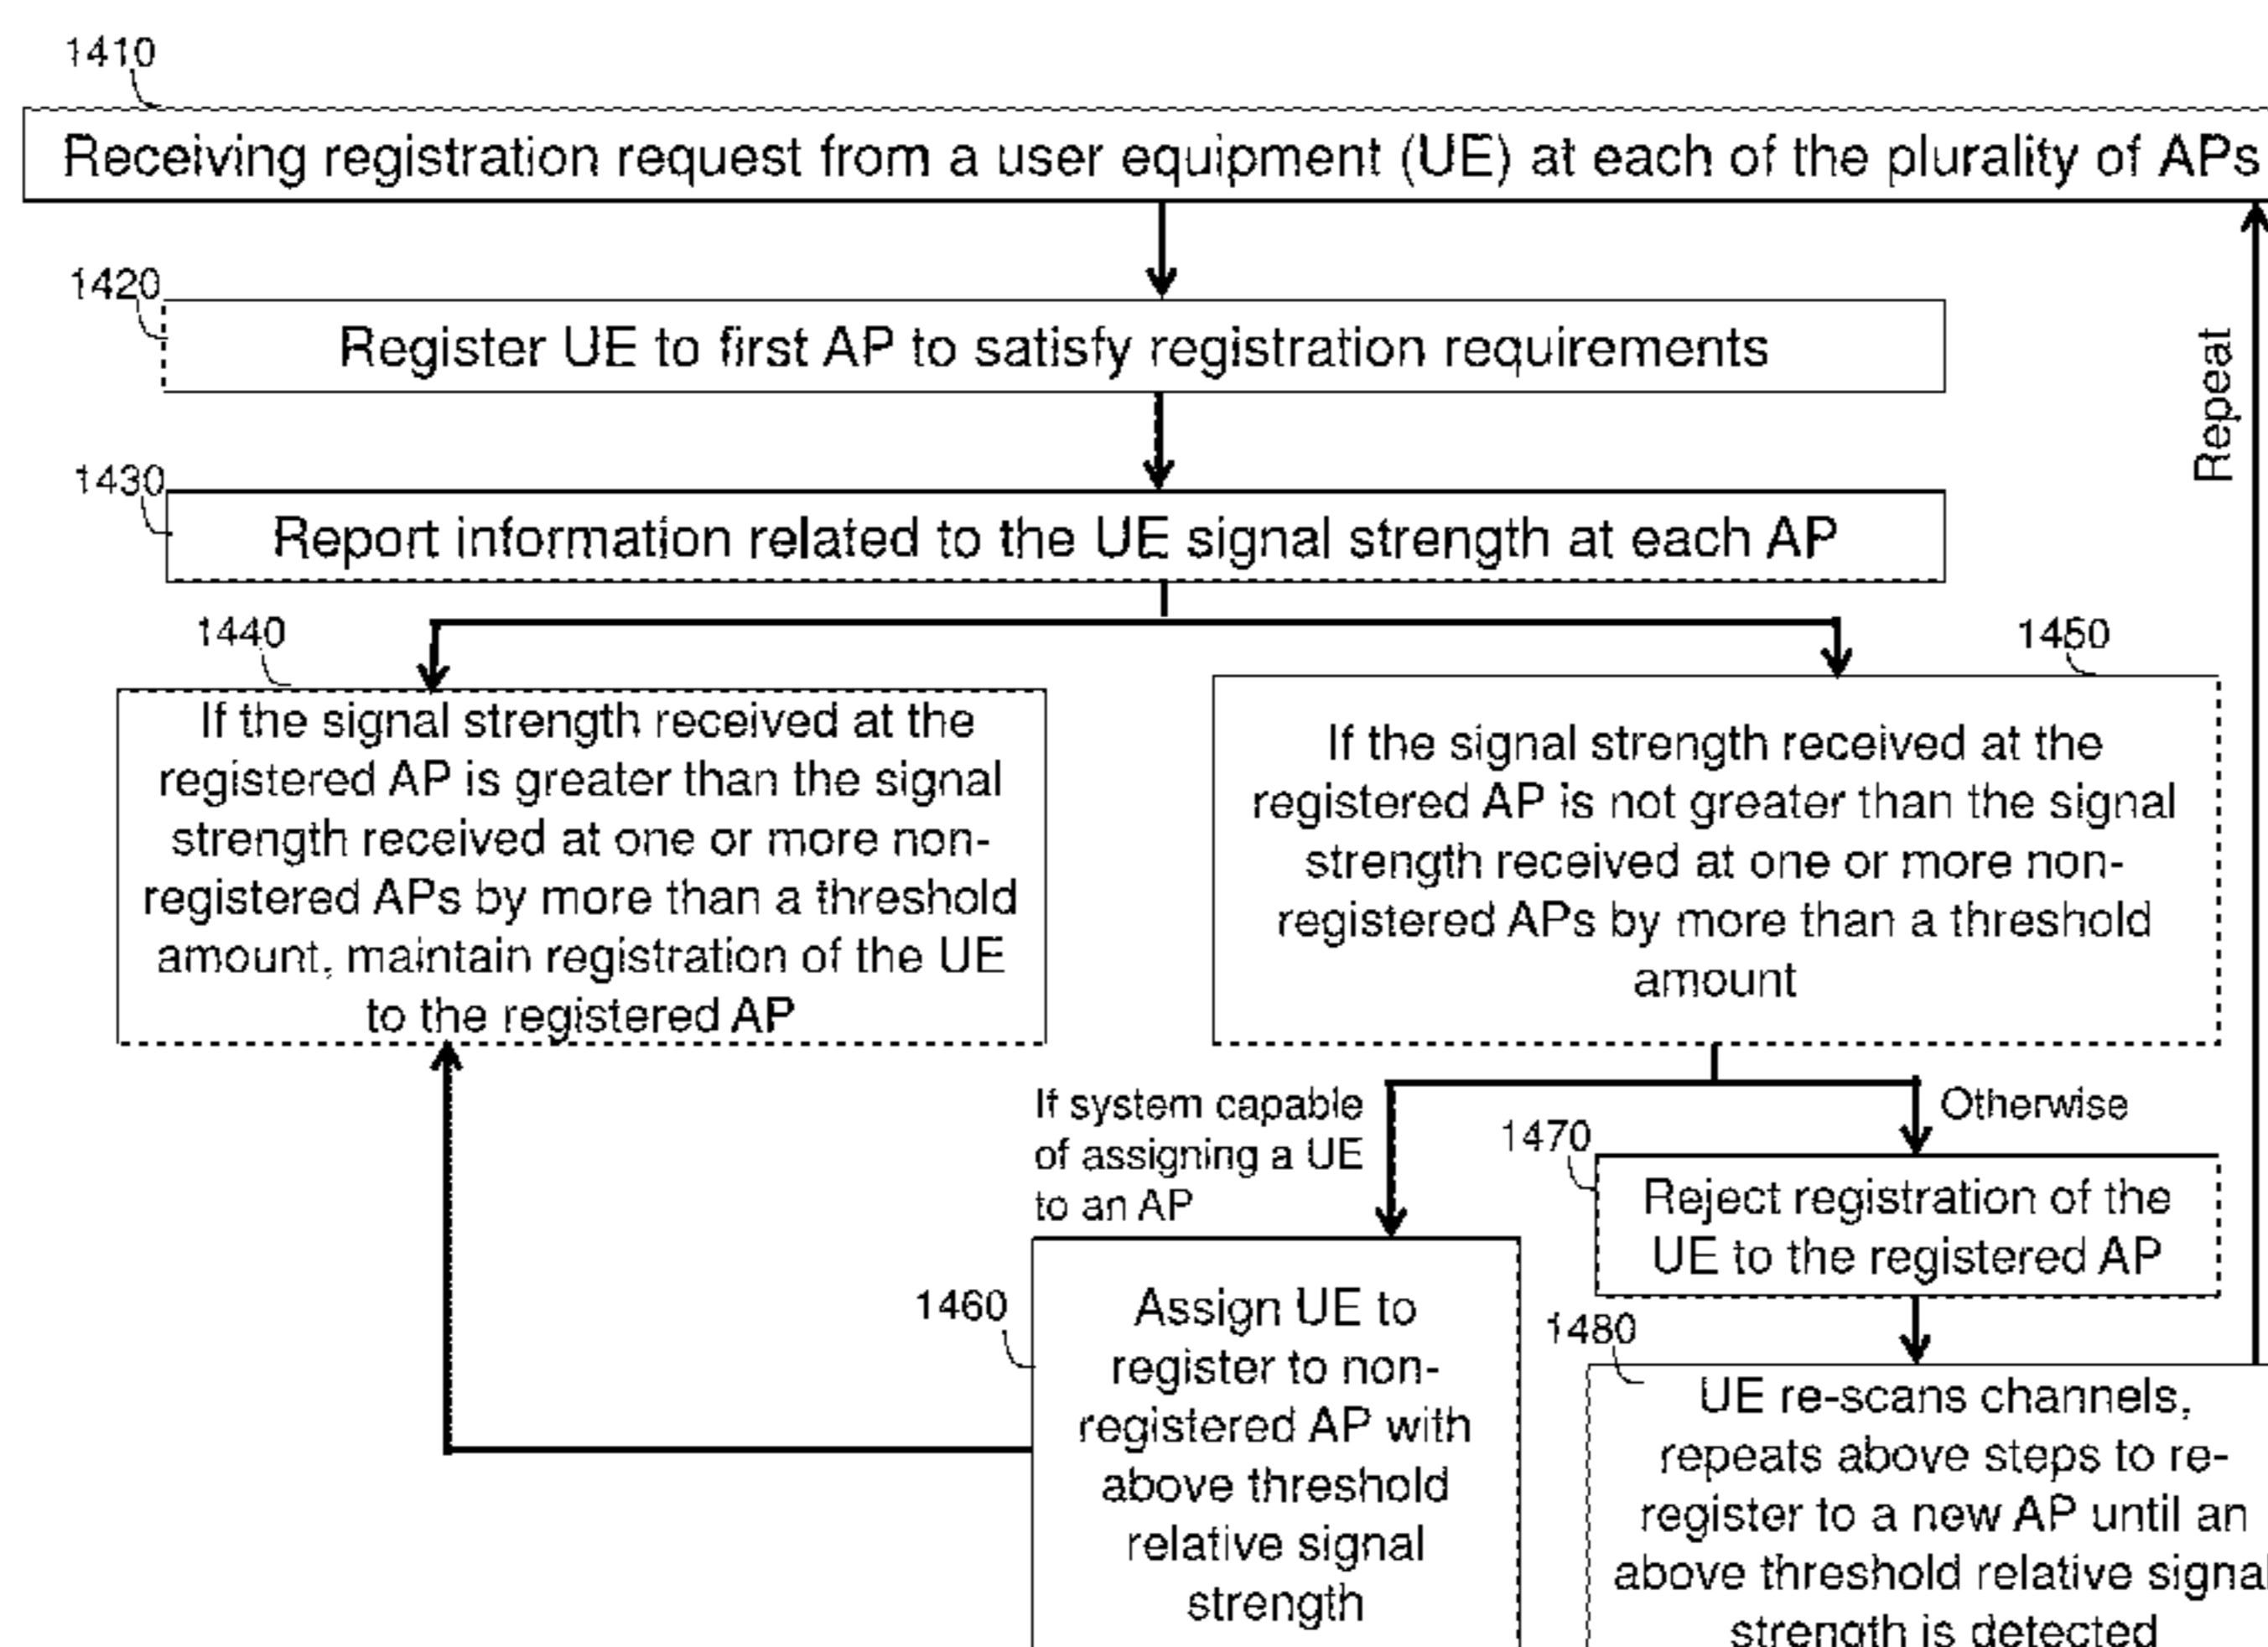 1410
Receiving registration request from a user equipment (UE) at each of the plurality of APs
1420
Register UE to first AP to satisfy registration requirements
Repeat
1430
Report information related to the UE signal strength at each AP
1440
If the signal strength received at the
registered AP is greater than the signal
strength received at one or more non-
registered APs by more than a threshold
amount, maintain registration of the UE
to the registered AP
1450
If the signal strength received at the
registered AP is not greater than the signal
strength received at one or more non-
registered APs by more than a threshold
amount
If system capable
of assigning a UE
to an AP
Otherwise
1460
Assign UE to
register to non-
registered AP with
above threshold
relative signal
strength
1470
Reject registration of the
UE to the registered AP
1480
UE re-scans channels,
repeats above steps to re-
register to a new AP until an
above threshold relative signal
strength is detected